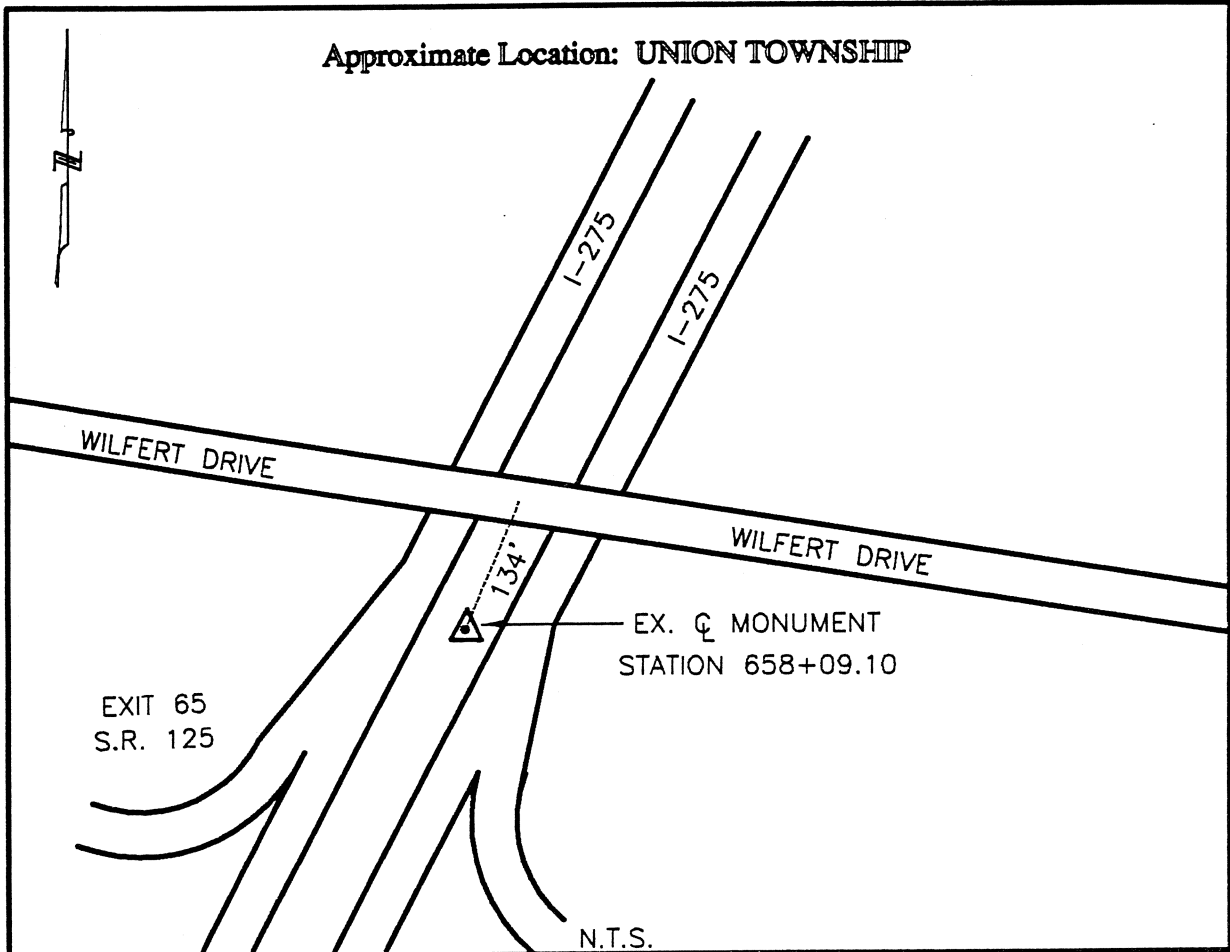 Approximate Location: UNION TOWNSHIP
N
I-275
I-275
WILFERT DRIVE
WILFERT DRIVE
134'
EX. ℄ MONUMENT
STATION 658+09.10
EXIT 65
S.R. 125
N.T.S.